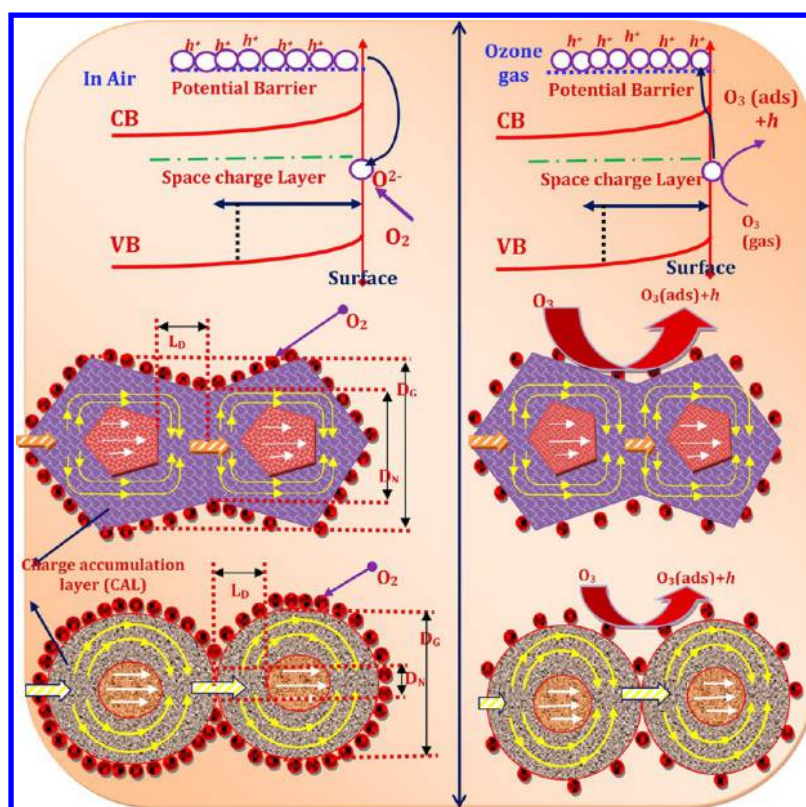 h⁺ h⁺ h⁺ h⁺ h⁺ h⁺ h⁺
In Air
Potential Barrier
CB
Space charge Layer
O²⁻
O₂
VB
Surface
O₂
L_D
D_G
D_N
Charge accumulation
layer (CAL)
L_D
O₂
D_G
D_N
Ozone
gas
h⁺ h⁺ h⁺ h⁺ h⁺ h⁺ h⁺
Potential Barrier
O₃ (ads)
+h
CB
Space charge Layer
O₃
(gas)
VB
Surface
O₃
O₃(ads)+h
O₃
O₃(ads)+h